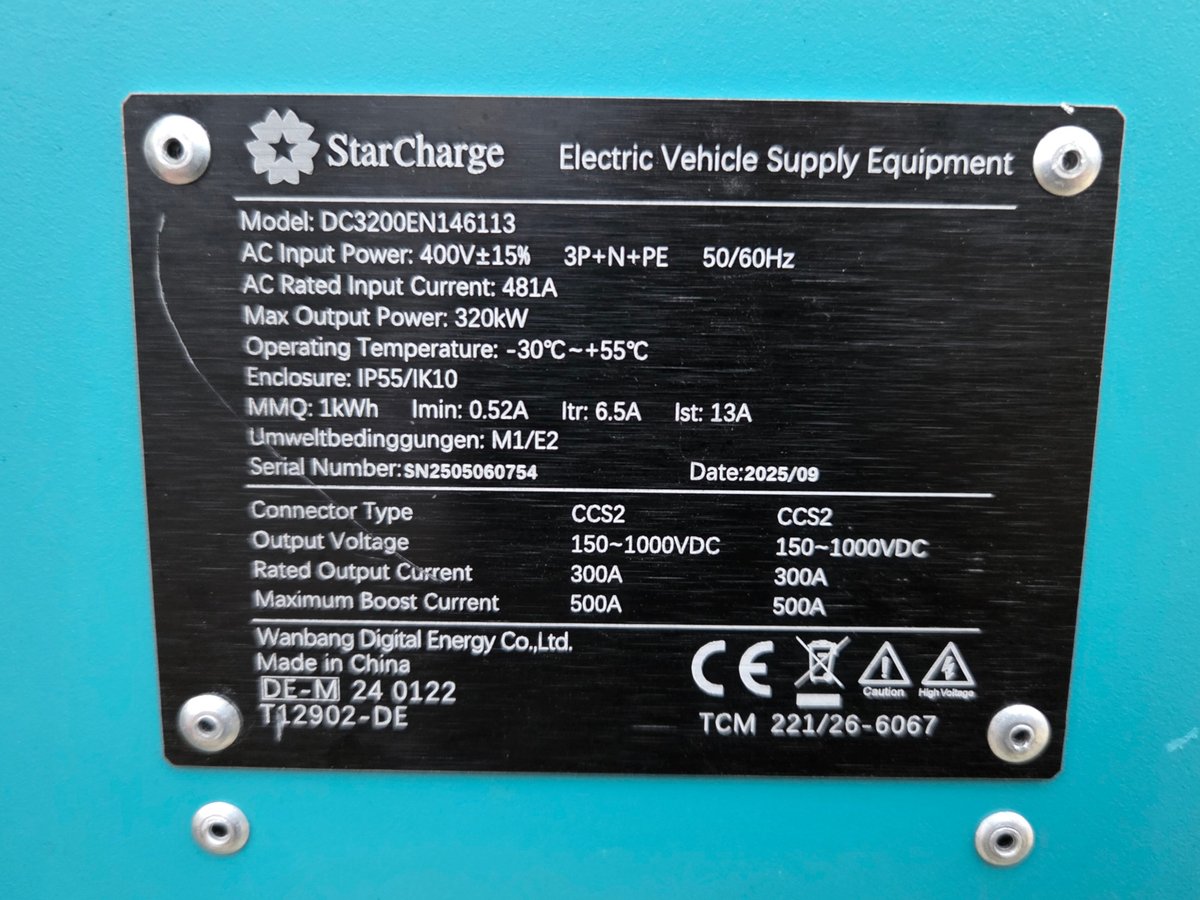 StarCharge Electric Vehicle Supply Equipment
Model: DC3200EN146113
AC Input Power: 400V±15% 3P+N+PE 50/60Hz
AC Rated Input Current: 481A
Max Output Power: 320kW
Operating Temperature: -30℃~+55℃
Enclosure: IP55/IK10
MMQ: 1kWh Imin: 0.52A Itr: 6.5A Ist: 13A
Umweltbedinggungen: M1/E2
Serial Number: SN2505060754 Date: 2025/09
Connector Type CCS2 CCS2
Output Voltage 150~1000VDC 150~1000VDC
Rated Output Current 300A 300A
Maximum Boost Current 500A 500A
Wanbang Digital Energy Co.,Ltd.
Made in China
DE-M 24 0122
T12902-DE
CE
Caution High Voltage
TCM 221/26-6067